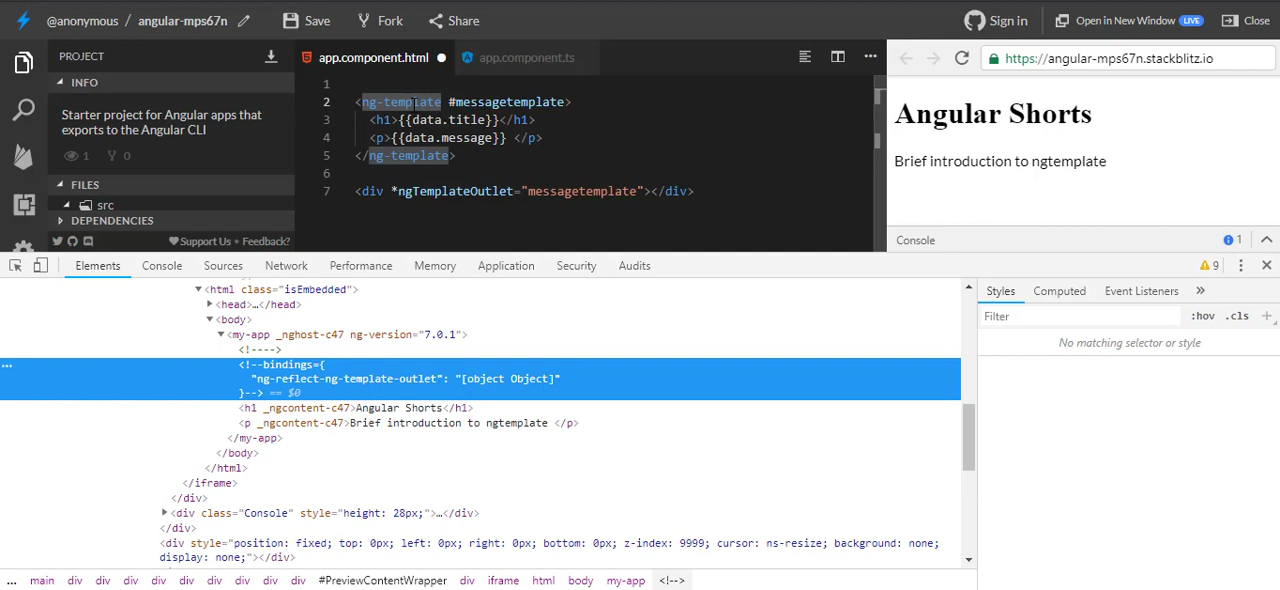 @anonymous / angular-mps67n Save Fork Share Sign in Open in New Window LIVE Close
PROJECT
INFO
Starter project for Angular apps that
exports to the Angular CLI
1 0
FILES
src
DEPENDENCIES
Support Us • Feedback?
app.component.html app.component.ts
1
2 <ng-template #messagetemplate>
3 <h1>{{data.title}}</h1>
4 <p>{{data.message}} </p>
5 </ng-template>
6
7 <div *ngTemplateOutlet="messagetemplate"></div>
https://angular-mps67n.stackblitz.io
Angular Shorts
Brief introduction to ngtemplate
Console 1
Elements Console Sources Network Performance Memory Application Security Audits 9
<html class="isEmbedded">
<head>…</head>
<body>
<my-app _nghost-c47 ng-version="7.0.1">
<!---->
<!--bindings={
"ng-reflect-ng-template-outlet": "[object Object]"
}--> == $0
<h1 _ngcontent-c47>Angular Shorts</h1>
<p _ngcontent-c47>Brief introduction to ngtemplate </p>
</my-app>
</body>
</html>
</iframe>
</div>
<div class="Console" style="height: 28px;">…</div>
</div>
<div style="position: fixed; top: 0px; left: 0px; right: 0px; bottom: 0px; z-index: 9999; cursor: ns-resize; background: none;
display: none;"></div>
Styles Computed Event Listeners »
Filter :hov .cls +
No matching selector or style
... main div div div div div div div div #PreviewContentWrapper div iframe html body my-app <!-->